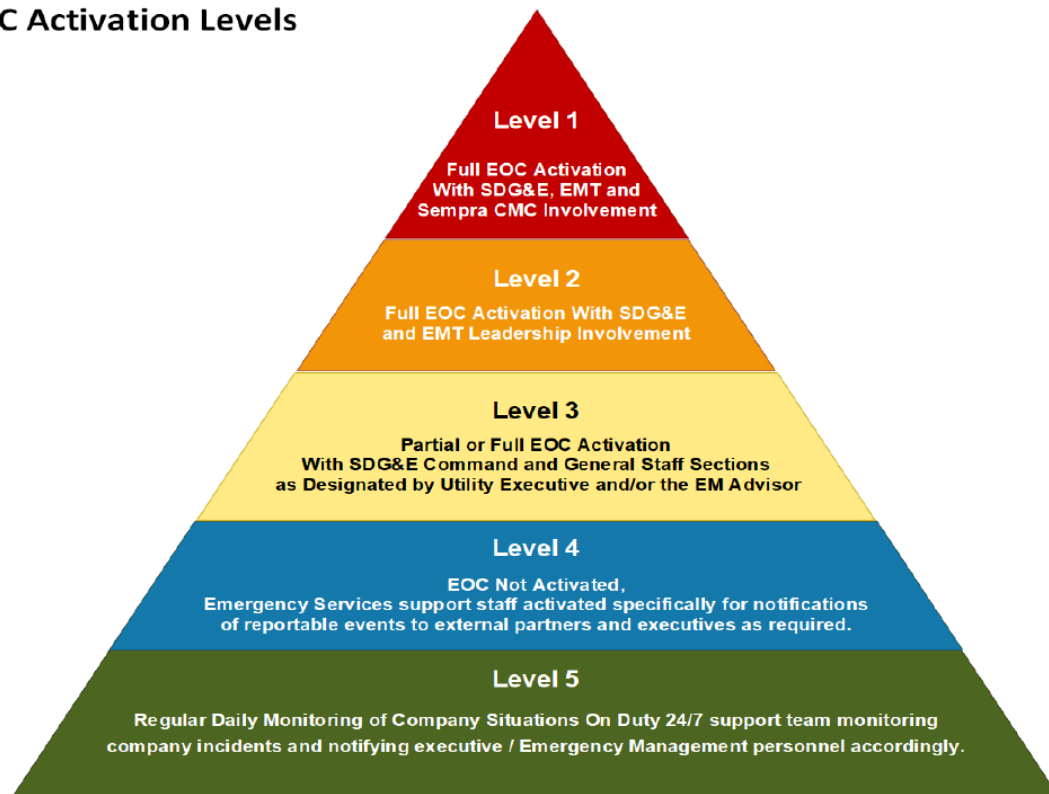 C Activation Levels
Level 1
Full EOC Activation
With SDG&E, EMT and
Sempra CMC Involvement
Level 2
Full EOC Activation With SDG&E
and EMT Leadership Involvement
Level 3
Partial or Full EOC Activation
With SDG&E Command and General Staff Sections
as Designated by Utility Executive and/or the EM Advisor
Level 4
EOC Not Activated,
Emergency Services support staff activated specifically for notifications
of reportable events to external partners and executives as required.
Level 5
Regular Daily Monitoring of Company Situations On Duty 24/7 support team monitoring
company incidents and notifying executive / Emergency Management personnel accordingly.